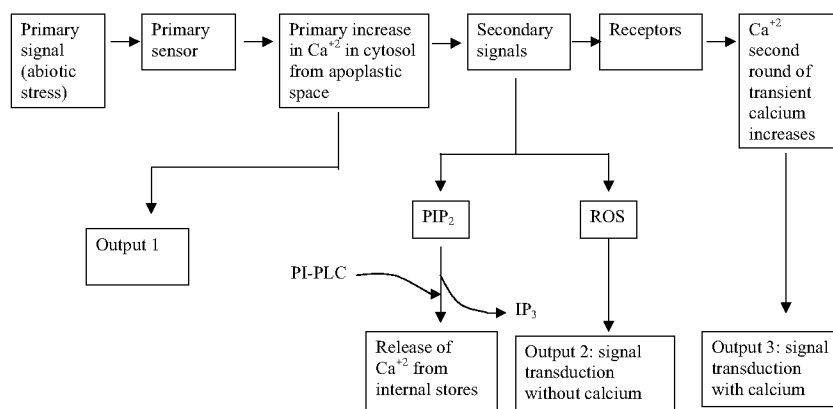 Primary
signal
(abiotic
stress)
Primary
sensor
Primary increase
in Ca+2 in cytosol
from apoplastic
space
Secondary
signals
Receptors
Ca+2
second
round of
transient
calcium
increases
Output 1
PIP2
ROS
PI-PLC
IP3
Release of
Ca+2 from
internal stores
Output 2: signal
transduction
without calcium
Output 3: signal
transduction
with calcium